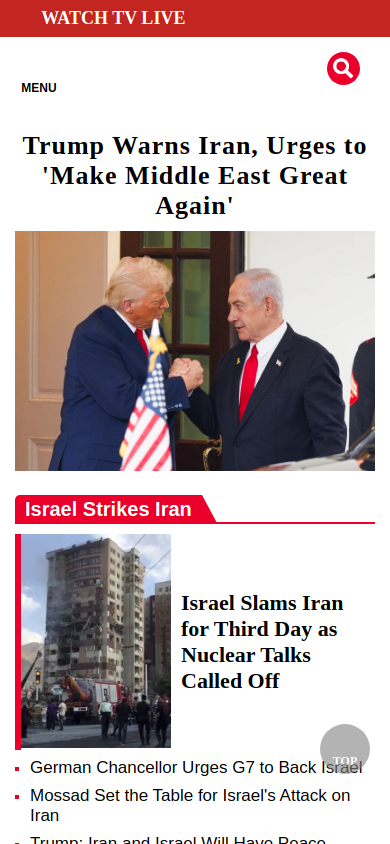 WATCH TV LIVE
MENU
Trump Warns Iran, Urges to
'Make Middle East Great
Again'
Israel Strikes Iran
Israel Slams Iran
for Third Day as
Nuclear Talks
Called Off
TOP
German Chancellor Urges G7 to Back Israel
Mossad Set the Table for Israel's Attack on
Iran
Trump: Iran and Israel Will Have Peace